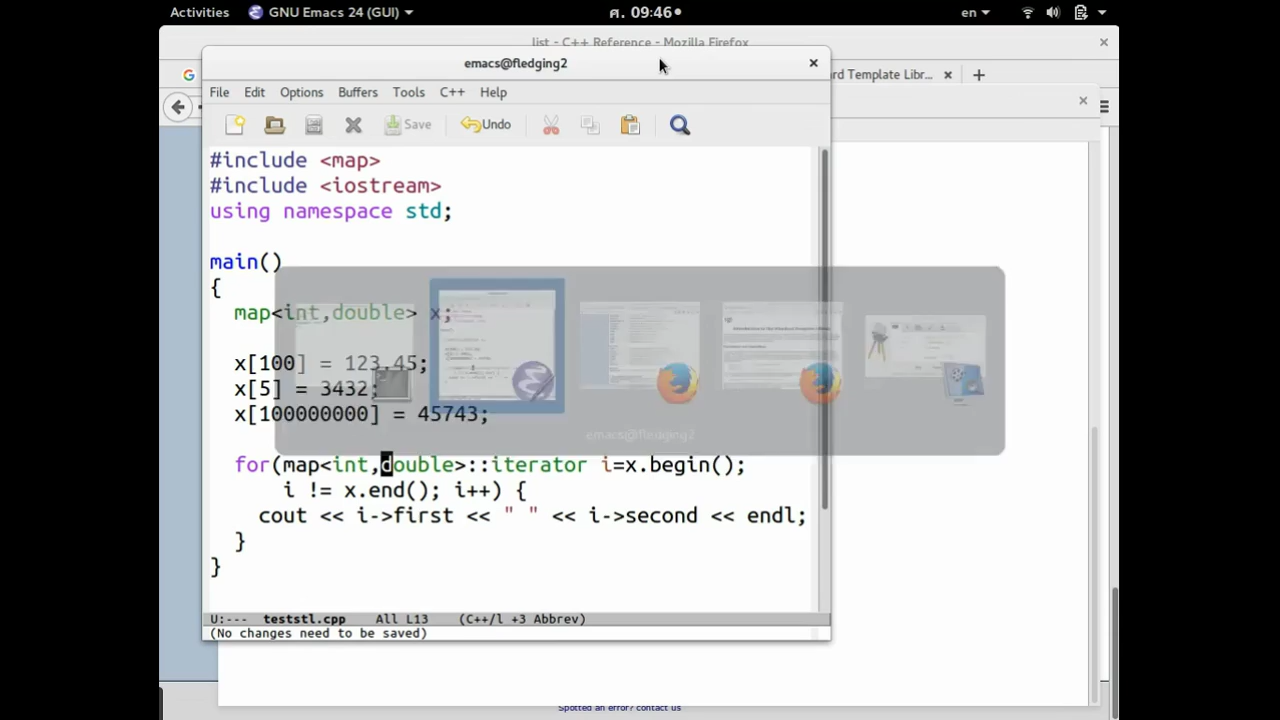 Activities GNU Emacs 24 (GUI) ศ. 09:46 en
list - C++ Reference - Mozilla Firefox
emacs@fledging2
ard Template Libr...
File Edit Options Buffers Tools C++ Help
Save Undo
#include <map>
#include <iostream>
using namespace std;
main()
{
map<int,double> x;
x[100] = 123.45;
x[5] = 3432;
x[100000000] = 45743;
emacs@fledging2
for(map<int,double>::iterator i=x.begin();
i != x.end(); i++) {
cout << i->first << " " << i->second << endl;
}
}
U:--- teststl.cpp All L13 (C++/l +3 Abbrev)
(No changes need to be saved)
Spotted an error? contact us